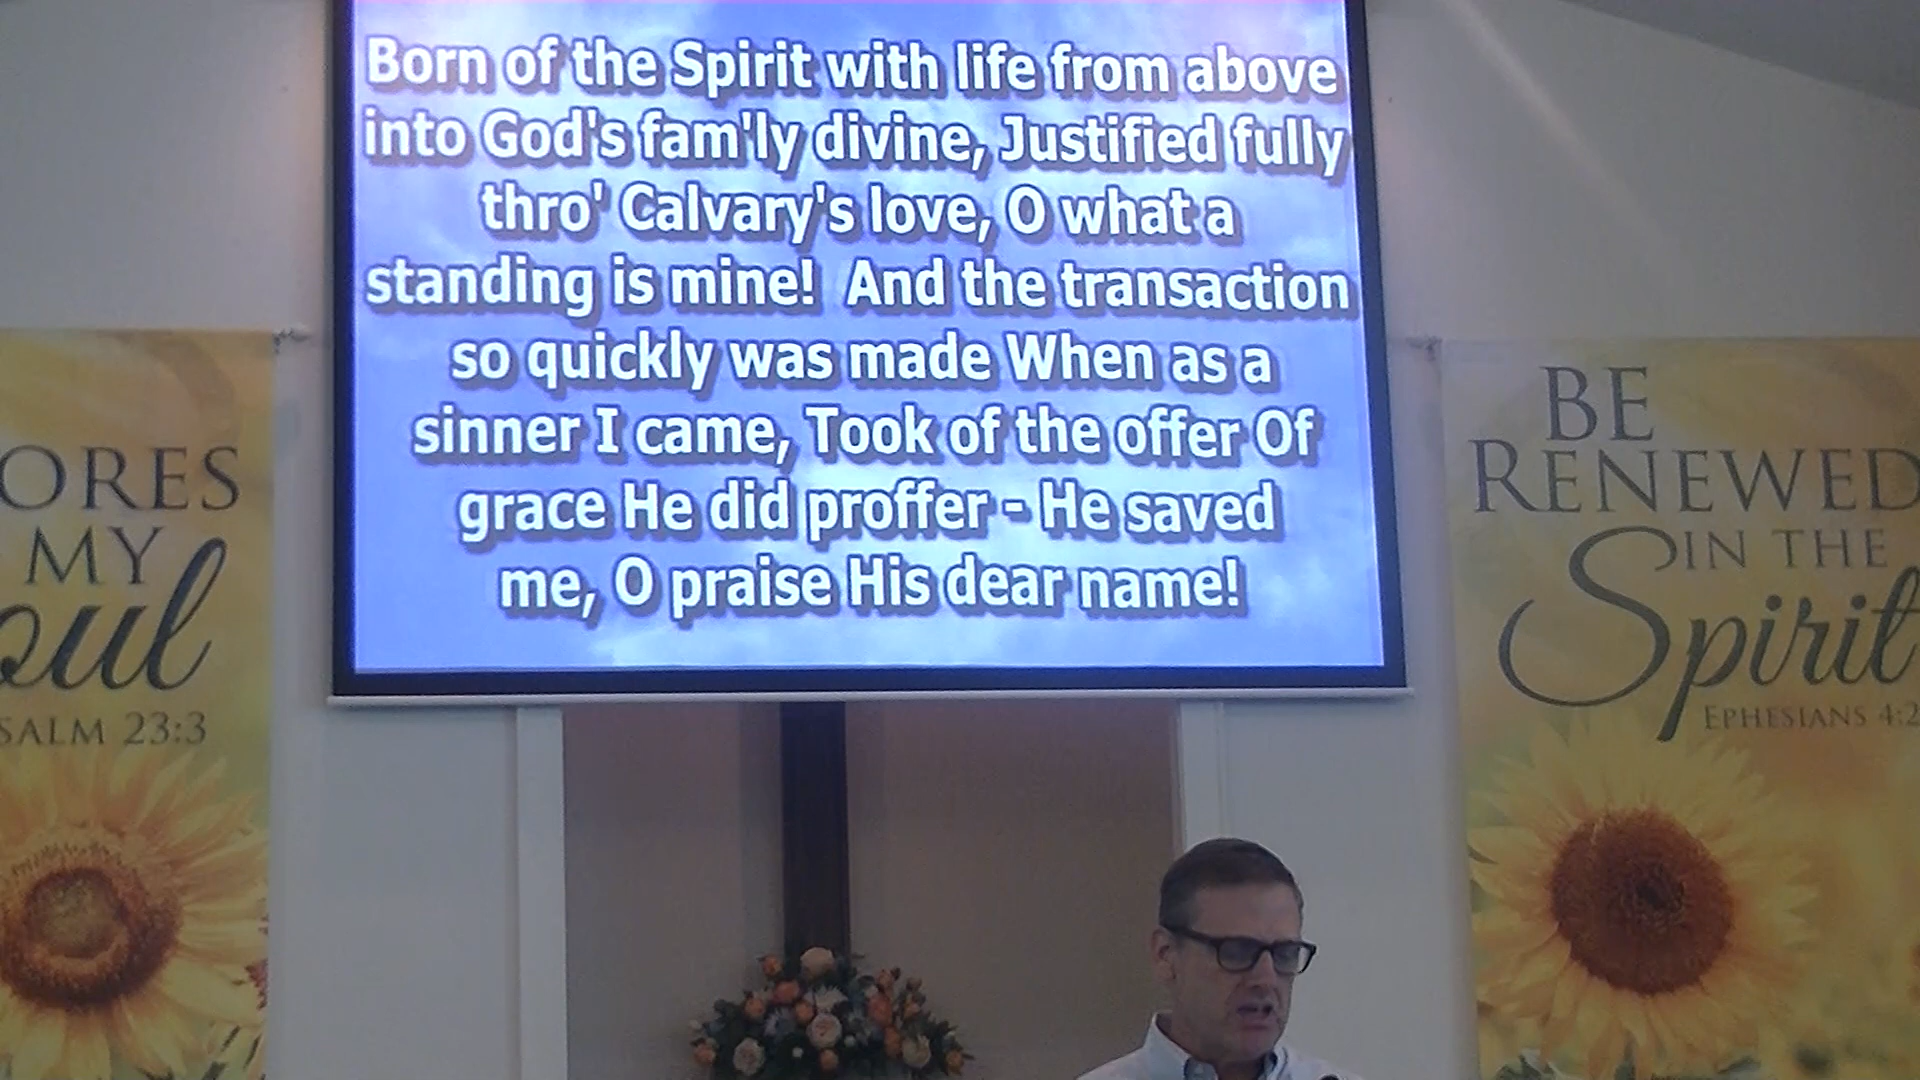 Born of the Spirit with life from above
into God's fam'ly divine, Justified fully
thro' Calvary's love, O what a
standing is mine!  And the transaction
so quickly was made When as a
sinner I came, Took of the offer Of
grace He did proffer - He saved
me, O praise His dear name!
ORES
MY
oul
SALM 23:3
BE
RENEWED
IN THE
Spirit
EPHESIANS 4:2